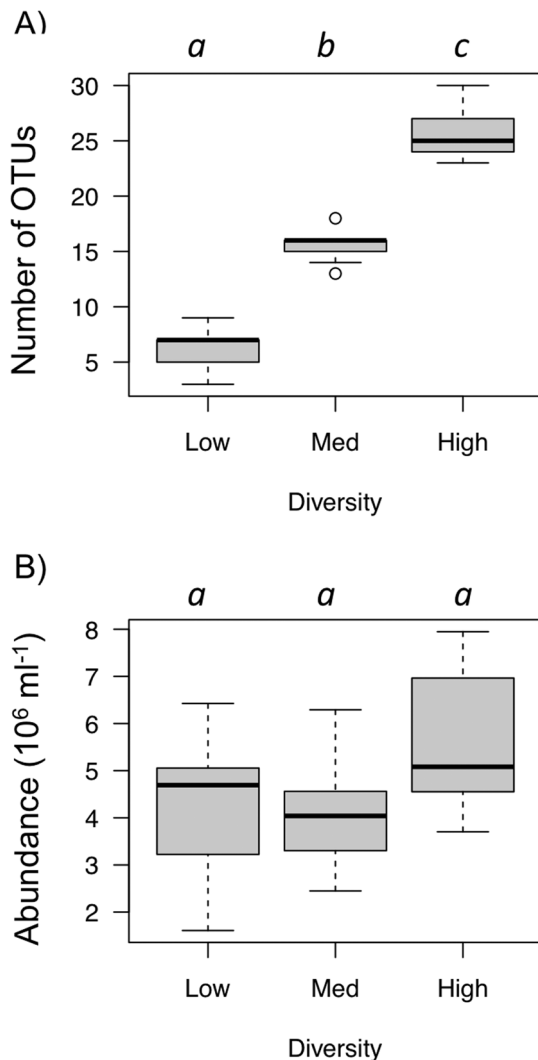 A)
a b c
Number of OTUs
30
25
20
15
10
5
Low Med High
Diversity
B)
a a a
Abundance (10⁶ ml⁻¹)
8
7
6
5
4
3
2
Low Med High
Diversity